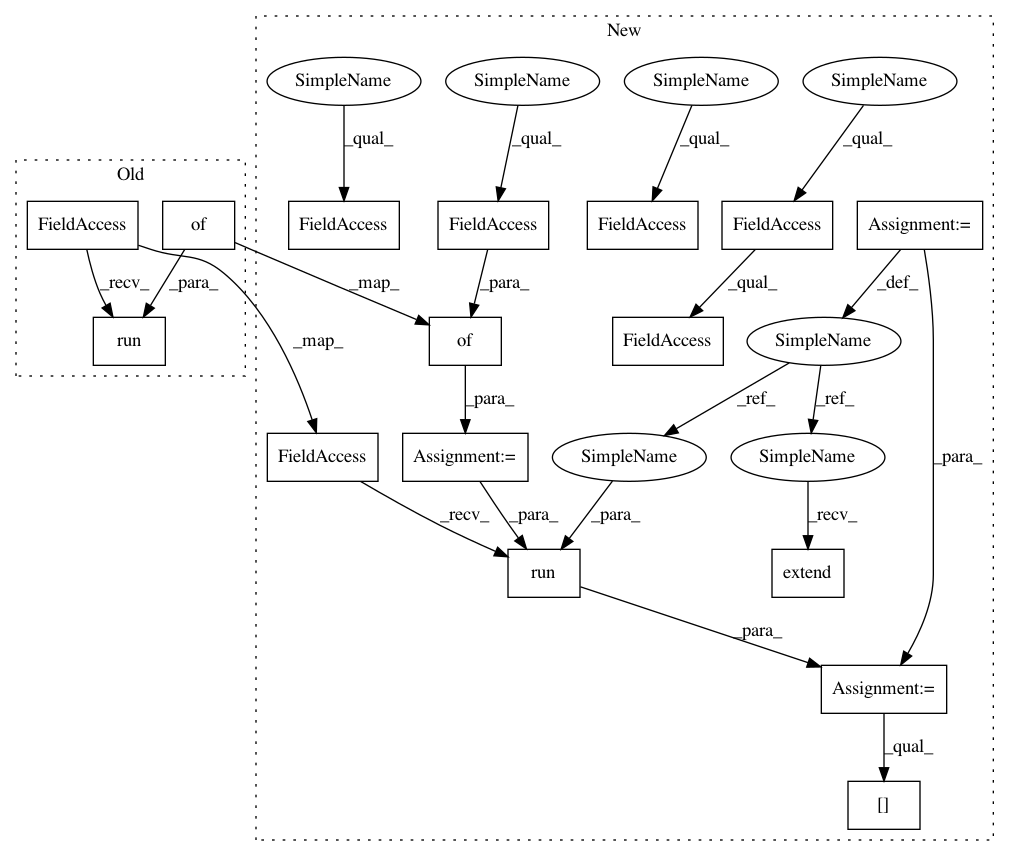 New
SimpleName
SimpleName
SimpleName
SimpleName
_qual_
_qual_
_qual_
_qual_
Old
FieldAccess
of
FieldAccess
FieldAccess
FieldAccess
FieldAccess
Assignment:=
_recv_
_para_
_map_
_para_
_qual_
_def_
run
of
FieldAccess
SimpleName
_map_
_para_
_ref_
_ref_
FieldAccess
Assignment:=
SimpleName
SimpleName
_para_
_recv_
_para_
_para_
_recv_
run
extend
_para_
Assignment:=
_qual_
[]